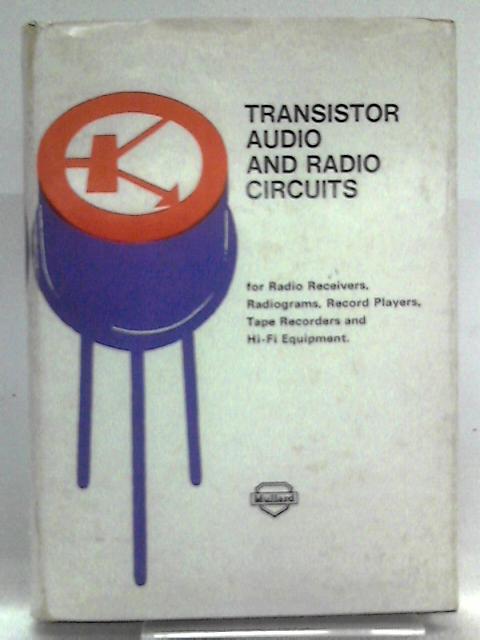 TRANSISTOR
AUDIO
AND RADIO
CIRCUITS
for Radio Receivers,
Radiograms, Record Players,
Tape Recorders and
Hi-Fi Equipment.
Mullard